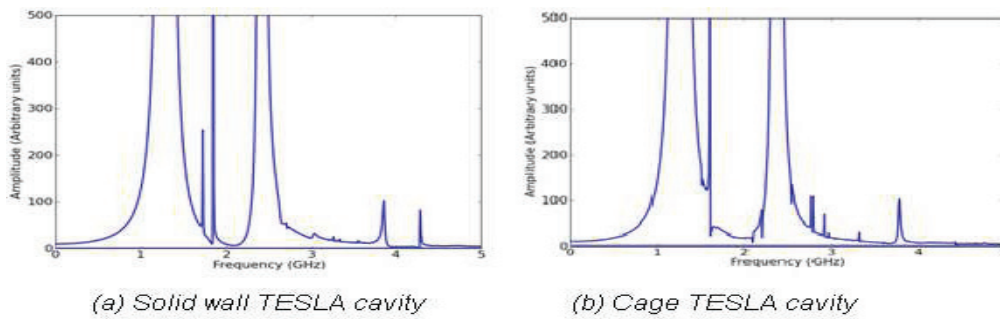 500
400
300
200
100
0
Amplitude (Arbitrary units)
0 1 2 3 4 5
Frequency (GHz)
(a) Solid wall TESLA cavity
500
400
300
200
100
0
Amplitude (Arbitrary units)
0 1 2 3 4
Frequency (GHz)
(b) Cage TESLA cavity